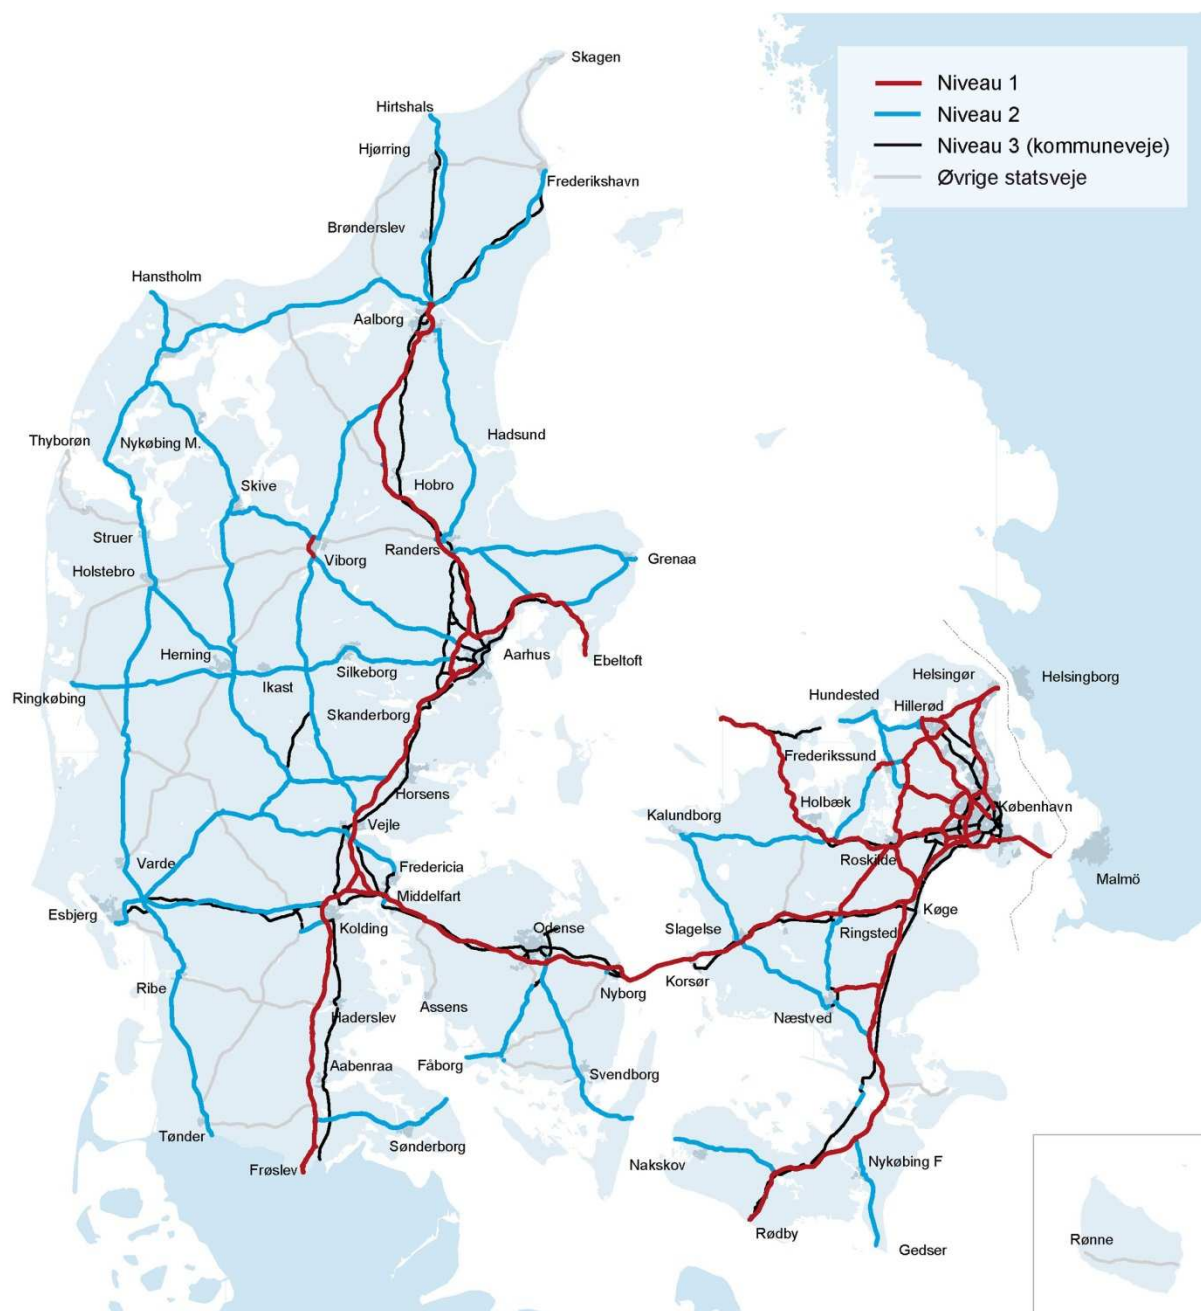 Skagen
Niveau 1
Hirtshals
Niveau 2
Hjørring
Niveau 3 (kommuneveje)
Øvrige statsveje
Frederikshavn
Brønderslev
Hanstholm
Aalborg
Thyborøn
Nykøbing M.
Hadsund
Skive
Hobro
Struer
Randers
Viborg
Grenaa
Holstebro
Herning
Silkeborg
Aarhus
Ebeltoft
Ringkøbing
Ikast
Helsingør
Helsingborg
Skanderborg
Hundested
Hillerød
Frederikssund
Horsens
Holbæk
København
Kalundborg
Vejle
Varde
Fredericia
Roskilde
Malmö
Middelfart
Esbjerg
Kolding
Odense
Slagelse
Ringsted
Køge
Ribe
Nyborg
Korsør
Assens
Haderslev
Næstved
Aabenraa
Fåborg
Svendborg
Tønder
Sønderborg
Frøslev
Nakskov
Nykøbing F
Rødby
Gedser
Rønne